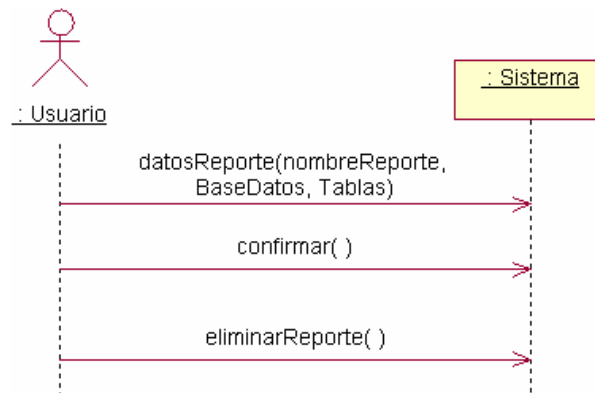 : Usuario
: Sistema
datosReporte(nombreReporte,
BaseDatos, Tablas)
confirmar( )
eliminarReporte( )